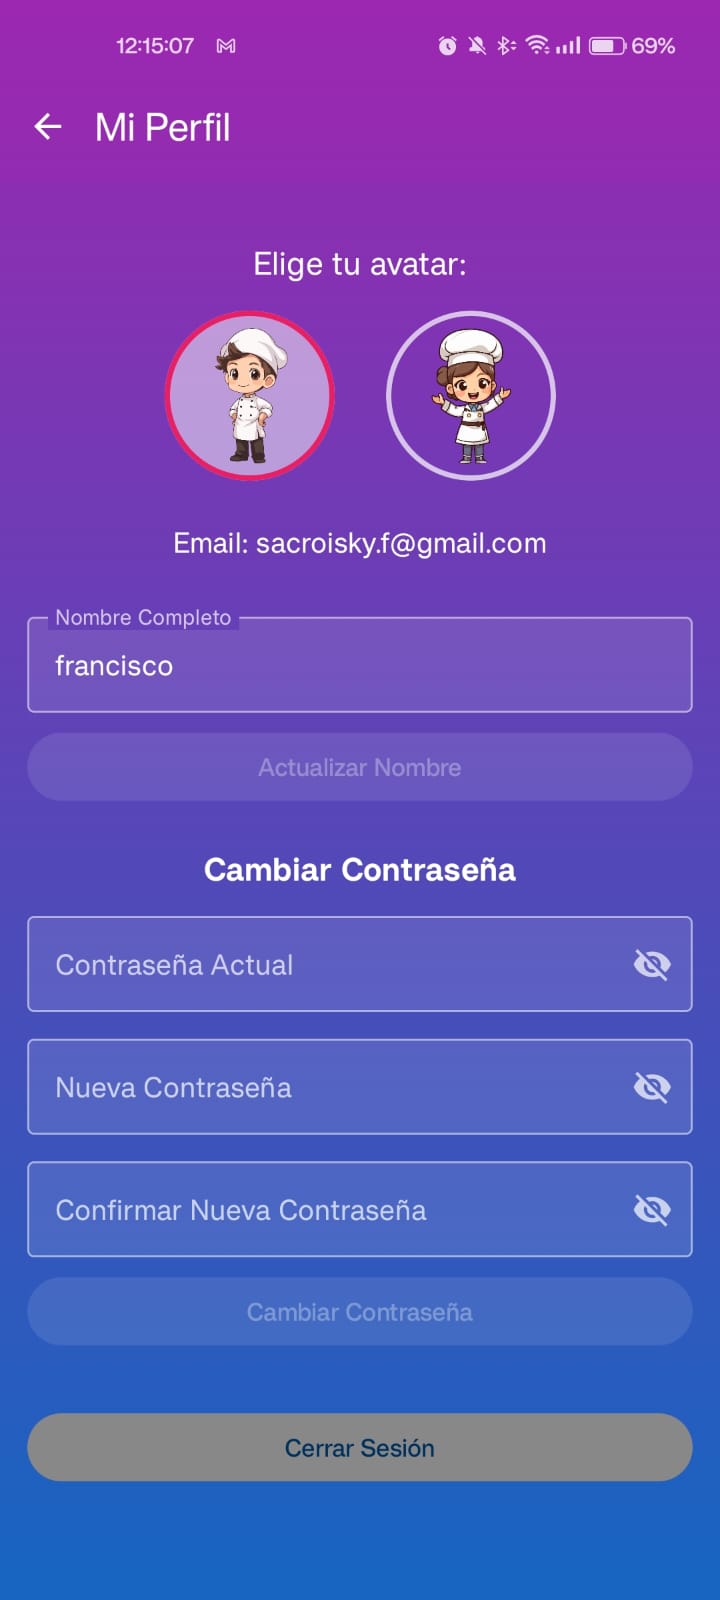 12:15:07 69%
Mi Perfil
Elige tu avatar:
Email: sacroisky.f@gmail.com
Nombre Completo
francisco
Actualizar Nombre
Cambiar Contraseña
Contraseña Actual
Nueva Contraseña
Confirmar Nueva Contraseña
Cambiar Contraseña
Cerrar Sesión